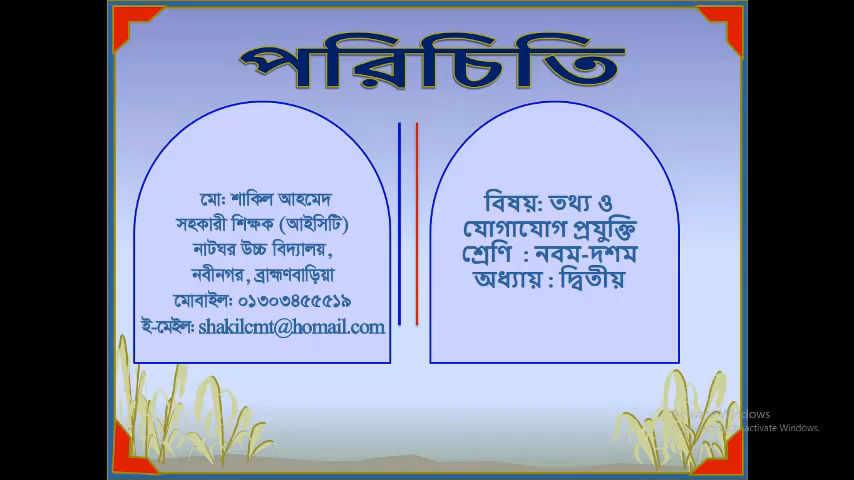 পরিচিতি
মো: শাকিল আহমেদ
সহকারী শিক্ষক (আইসিটি)
নাটঘর উচ্চ বিদ্যালয়,
নবীনগর, ব্রাহ্মণবাড়িয়া
মোবাইল: ০১৩০৩৪৫৫৫১৯
ই-মেইল: shakilcmt@homail.com
বিষয়: তথ্য ও
যোগাযোগ প্রযুক্তি
শ্রেণি : নবম-দশম
অধ্যায় : দ্বিতীয়
Activate Windows